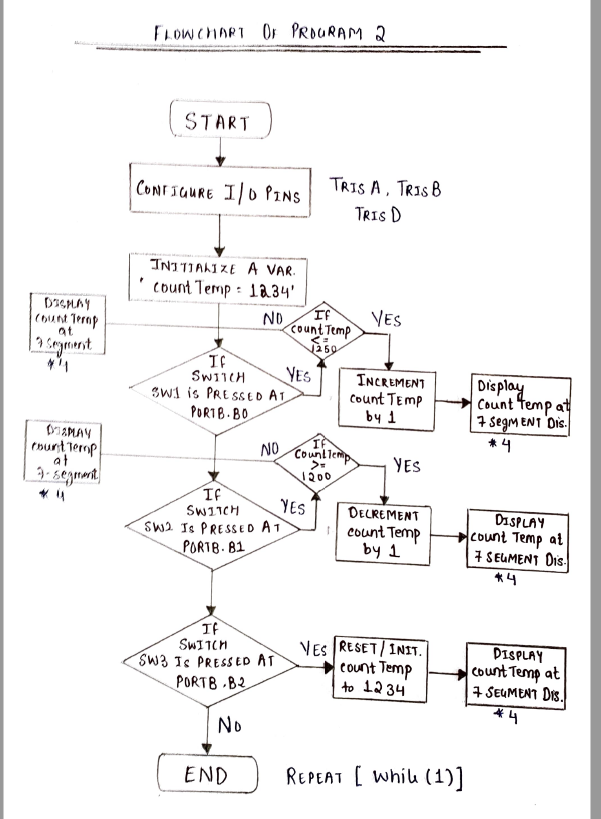 FLOWCHART OF PROGRAM 2
START
CONFIGURE I/O PINS
TRIS A, TRIS B
TRIS D
INITIALIZE A VAR.
' count Temp = 1234'
DISPLAY
count Temp
at
7 Segment
* 4
NO
If
count Temp
<=
1250
YES
If
SWITCH
SW1 is PRESSED AT
PORTB.B0
YES
INCREMENT
count Temp
by 1
Display
Count Temp at
7 SegMENT Dis.
* 4
DISPLAY
count Temp
at
7-segment
* 4
NO
If
Count Temp
>=
1200
YES
If
SWITCH
SW2 Is PRESSED AT
PORTB.B1
YES
DECREMENT
count Temp
by 1
DISPLAY
count Temp at
7 SEGMENT Dis.
* 4
If
SWITCH
SW3 Is PRESSED AT
PORTB.B2
YES
RESET/INIT.
count Temp
to 1234
DISPLAY
count Temp at
7 SEGMENT Dis.
* 4
No
END
REPEAT [ While (1)]